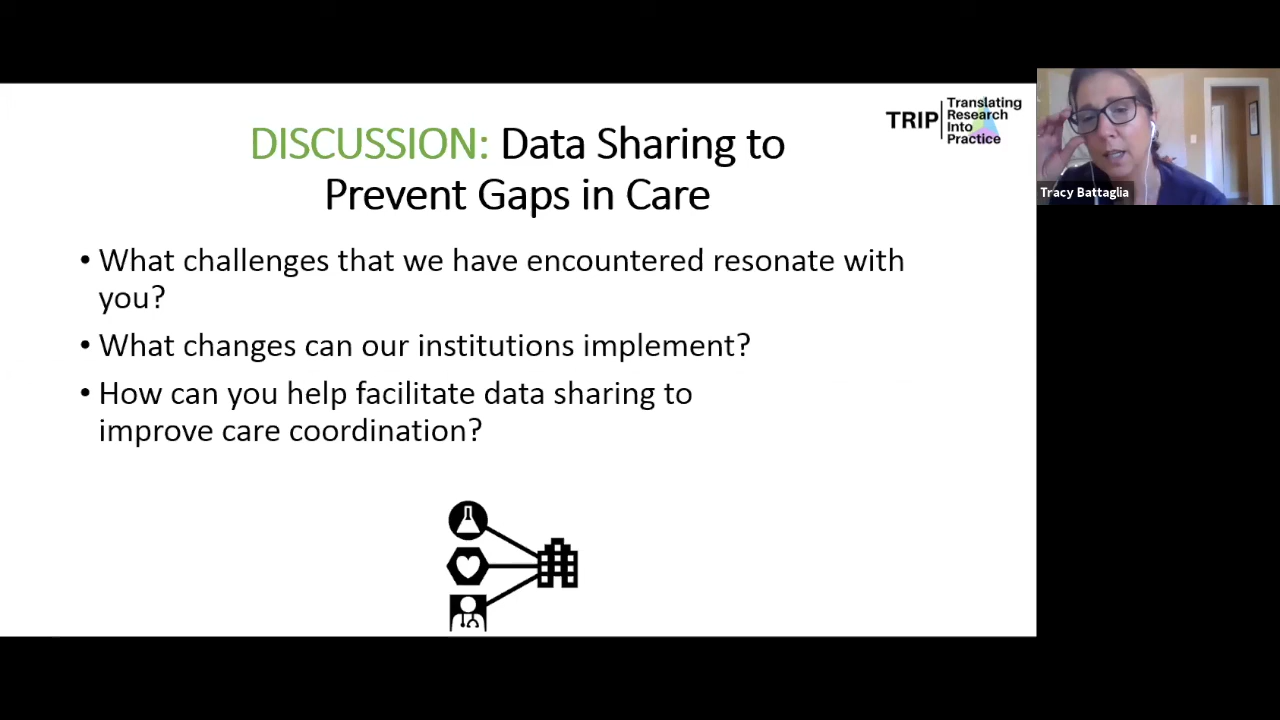 DISCUSSION: Data Sharing to
Prevent Gaps in Care
TRIP
Translating
Research
Into
Practice
Tracy Battaglia
• What challenges that we have encountered resonate with
you?
• What changes can our institutions implement?
• How can you help facilitate data sharing to
improve care coordination?